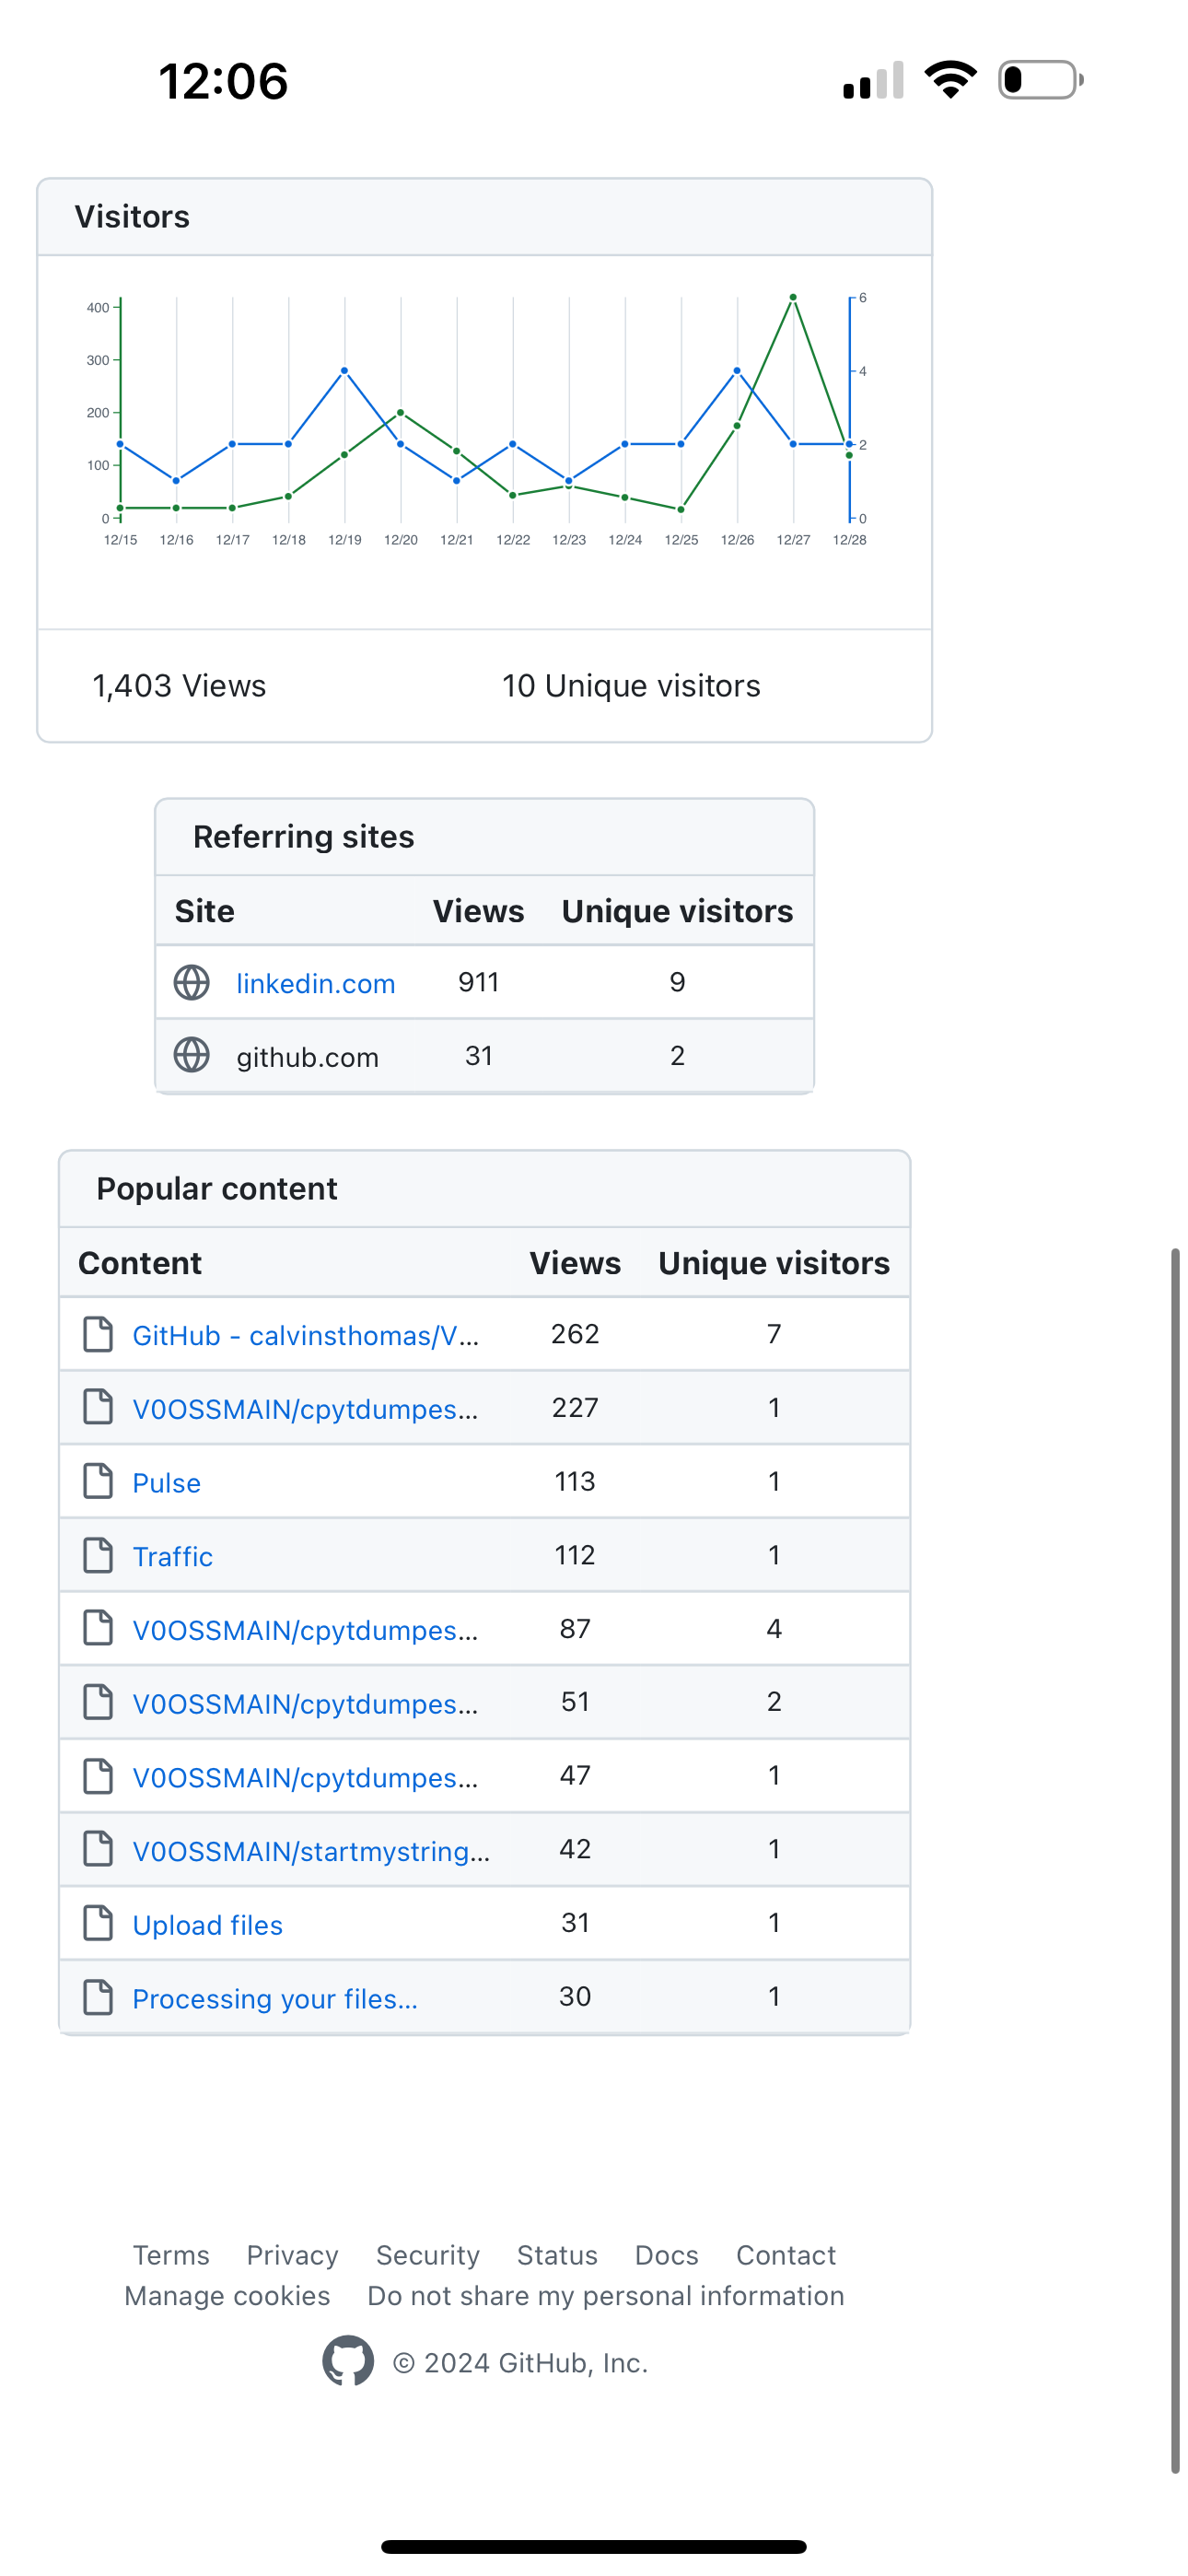 12:06
Visitors
400
300
200
100
0
6
4
2
0
12/15 12/16 12/17 12/18 12/19 12/20 12/21 12/22 12/23 12/24 12/25 12/26 12/27 12/28
1,403 Views 10 Unique visitors
Referring sites
Site Views Unique visitors
linkedin.com 911 9
github.com 31 2
Popular content
Content Views Unique visitors
GitHub - calvinsthomas/V... 262 7
V0OSSMAIN/cpytdumpes... 227 1
Pulse 113 1
Traffic 112 1
V0OSSMAIN/cpytdumpes... 87 4
V0OSSMAIN/cpytdumpes... 51 2
V0OSSMAIN/cpytdumpes... 47 1
V0OSSMAIN/startmystring... 42 1
Upload files 31 1
Processing your files... 30 1
Terms Privacy Security Status Docs Contact
Manage cookies Do not share my personal information
© 2024 GitHub, Inc.